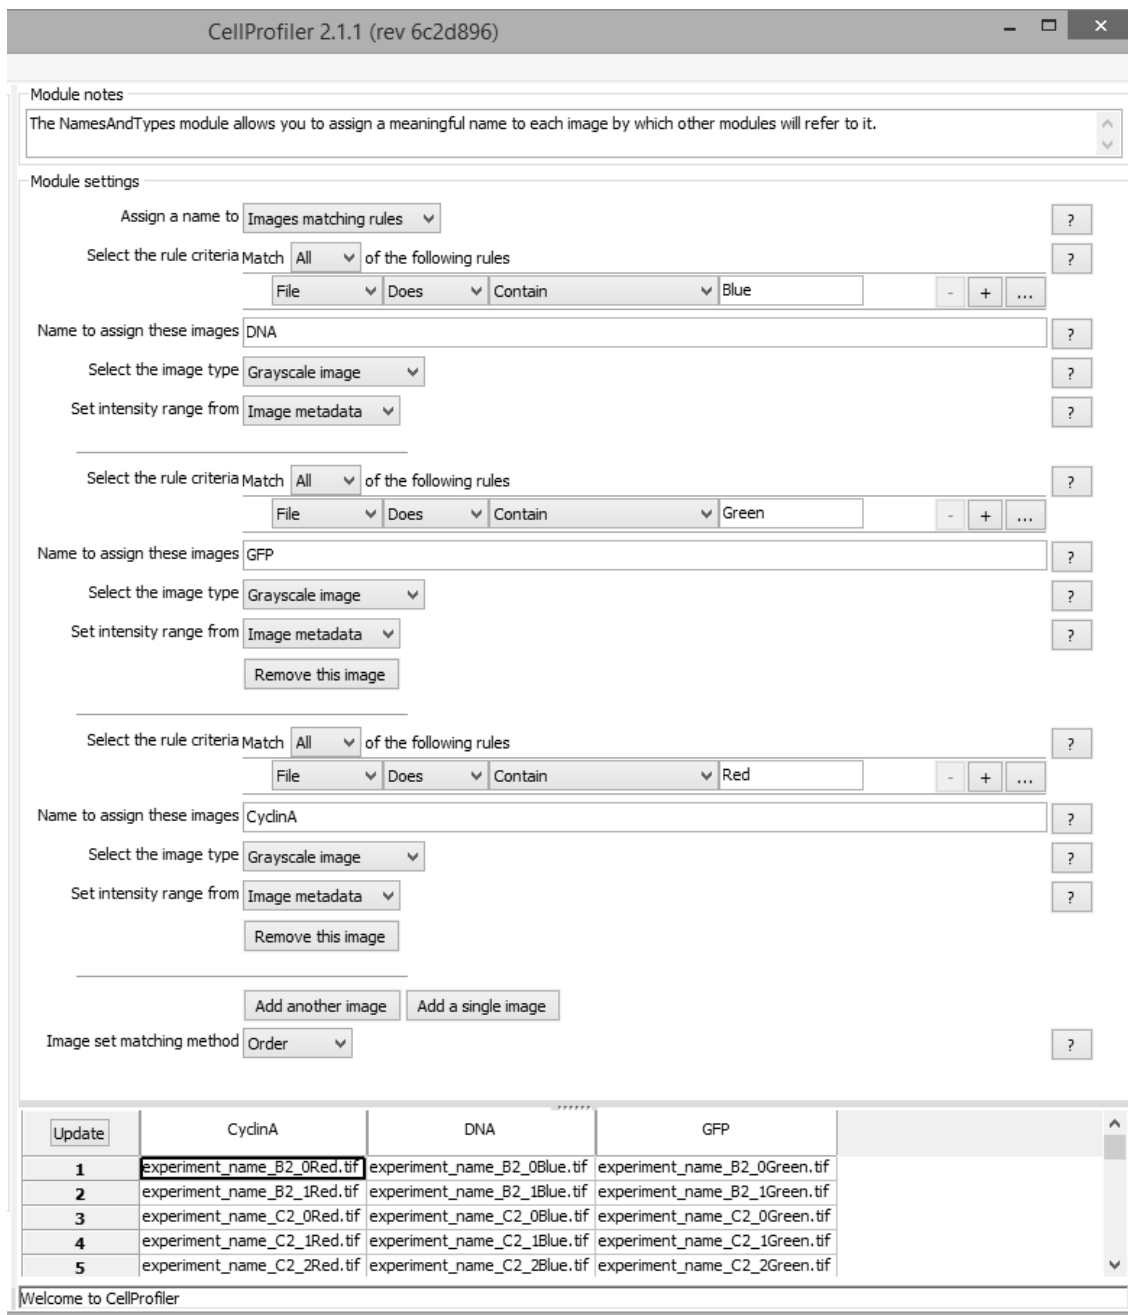 CellProfiler 2.1.1 (rev 6c2d896)
Module notes
The NamesAndTypes module allows you to assign a meaningful name to each image by which other modules will refer to it.
Module settings
Assign a name to Images matching rules ?
Select the rule criteria Match All of the following rules ?
File Does Contain Blue - + ...
Name to assign these images DNA ?
Select the image type Grayscale image ?
Set intensity range from Image metadata ?
Select the rule criteria Match All of the following rules ?
File Does Contain Green - + ...
Name to assign these images GFP ?
Select the image type Grayscale image ?
Set intensity range from Image metadata ?
Remove this image
Select the rule criteria Match All of the following rules ?
File Does Contain Red - + ...
Name to assign these images CyclinA ?
Select the image type Grayscale image ?
Set intensity range from Image metadata ?
Remove this image
Add another image Add a single image
Image set matching method Order ?
Update CyclinA DNA GFP
1 experiment_name_B2_0Red.tif experiment_name_B2_0Blue.tif experiment_name_B2_0Green.tif
2 experiment_name_B2_1Red.tif experiment_name_B2_1Blue.tif experiment_name_B2_1Green.tif
3 experiment_name_C2_0Red.tif experiment_name_C2_0Blue.tif experiment_name_C2_0Green.tif
4 experiment_name_C2_1Red.tif experiment_name_C2_1Blue.tif experiment_name_C2_1Green.tif
5 experiment_name_C2_2Red.tif experiment_name_C2_2Blue.tif experiment_name_C2_2Green.tif
Welcome to CellProfiler